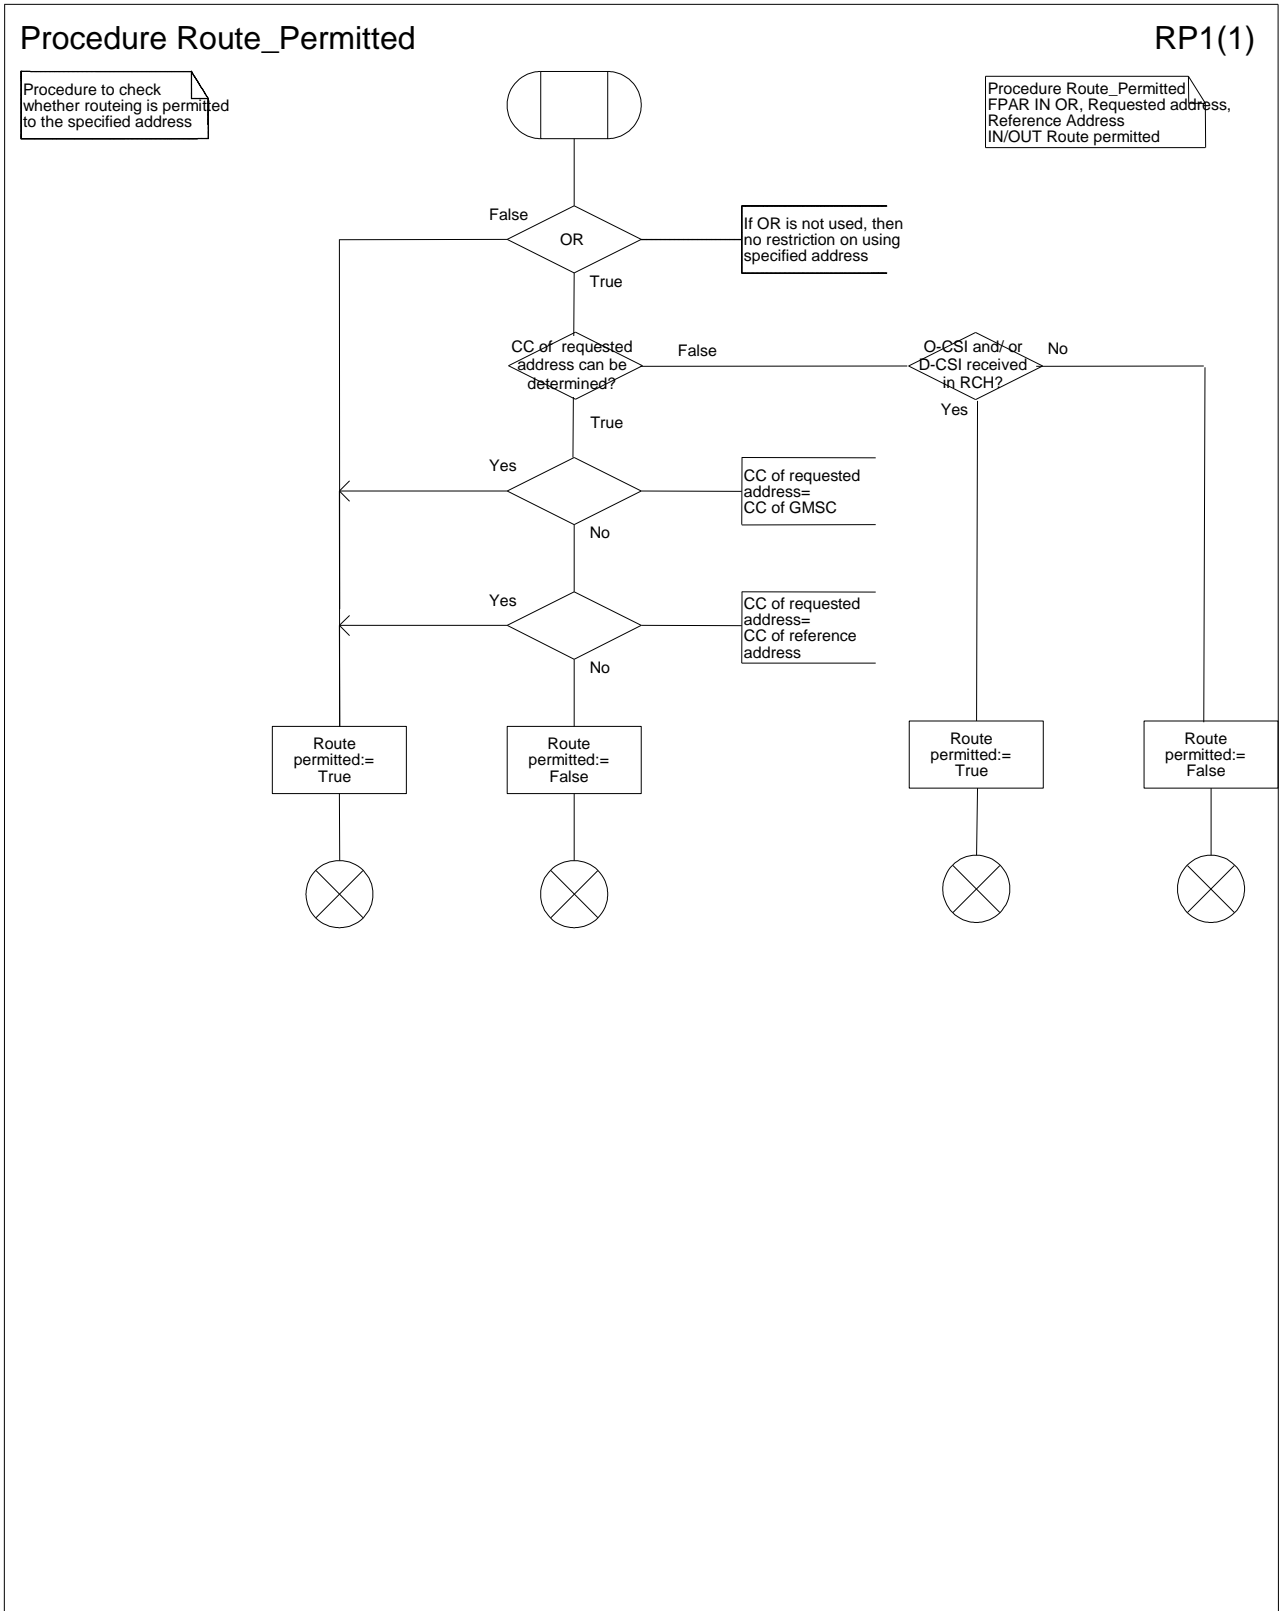 Procedure Route_Permitted
RP1(1)
Procedure to check
whether routeing is permitted
to the specified address
Procedure Route_Permitted
FPAR IN OR, Requested address,
Reference Address
IN/OUT Route permitted
False
OR
If OR is not used, then
no restriction on using
specified address
True
CC of  requested
address can be
determined?
False
O-CSI and/ or
D-CSI received
in RCH?
No
Yes
True
Yes
CC of requested
address=
CC of GMSC
No
Yes
CC of requested
address=
CC of reference
address
No
Route
permitted:=
True
Route
permitted:=
False
Route
permitted:=
True
Route
permitted:=
False